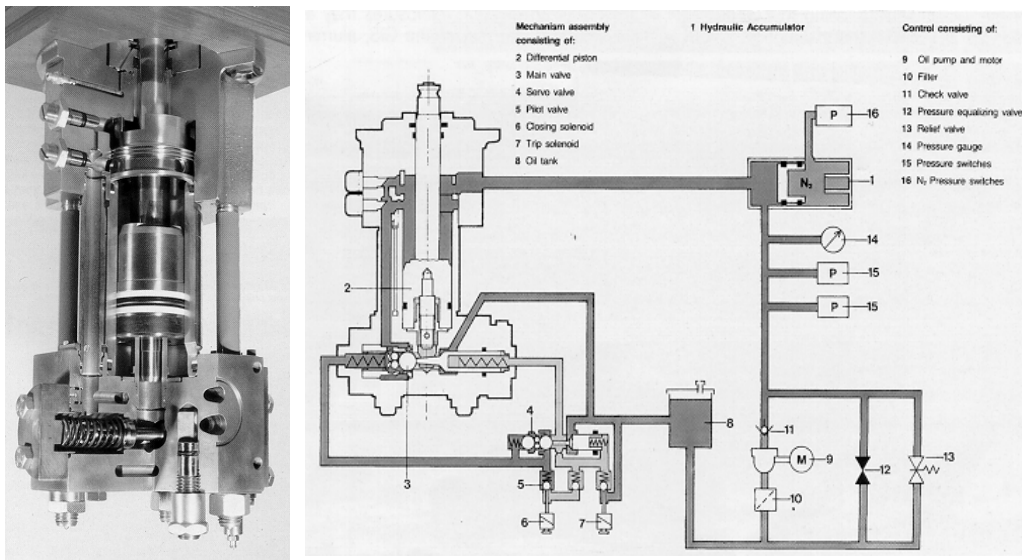 Mechanism assembly
consisting of:
2 Differential piston
3 Main valve
4 Servo valve
5 Pilot valve
6 Closing solenoid
7 Trip solenoid
8 Oil tank
1 Hydraulic Accumulator
Control consisting of:
9 Oil pump and motor
10 Filter
11 Check valve
12 Pressure equalizing valve
13 Relief valve
14 Pressure gauge
15 Pressure switches
16 N₂ Pressure switches
P
16
N₂
1
14
P
15
P
15
2
4
8
11
M
9
12
13
3
5
10
6
7